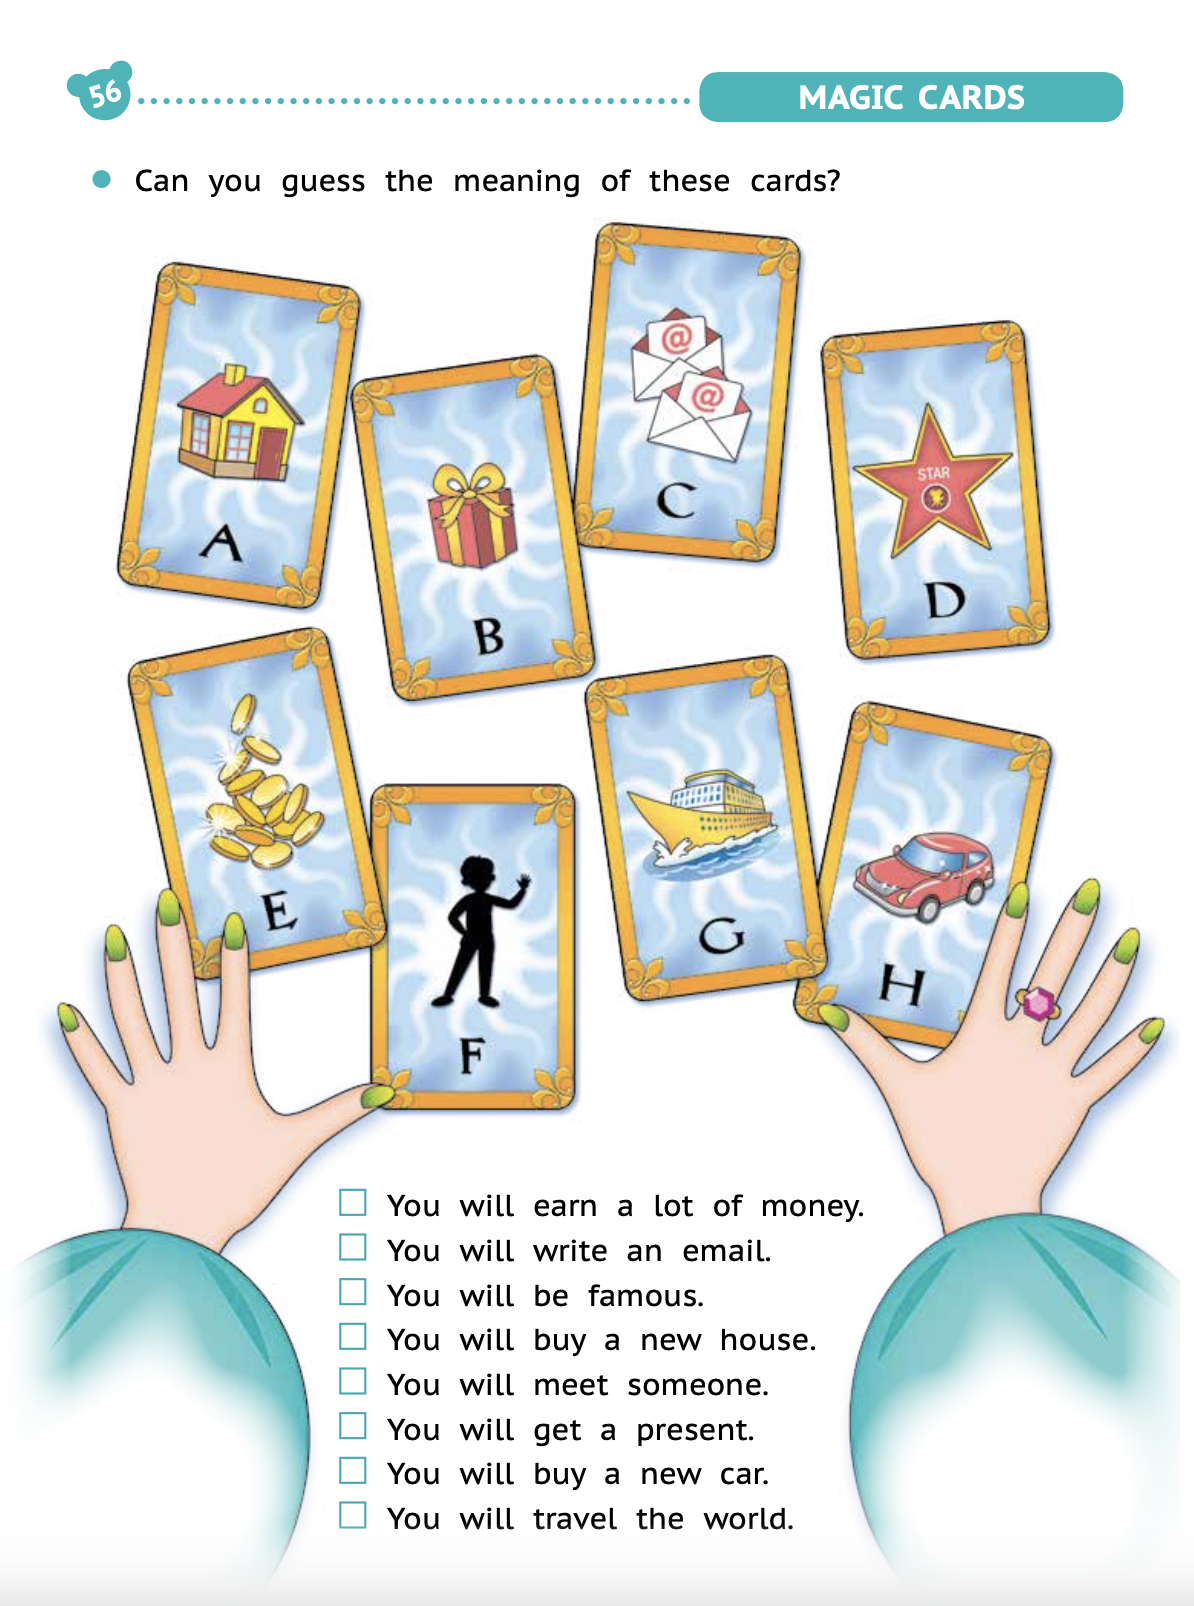 56
MAGIC CARDS
Can you guess the meaning of these cards?
A
B
@
@
C
STAR
D
E
F
G
H
You will earn a lot of money.
You will write an email.
You will be famous.
You will buy a new house.
You will meet someone.
You will get a present.
You will buy a new car.
You will travel the world.